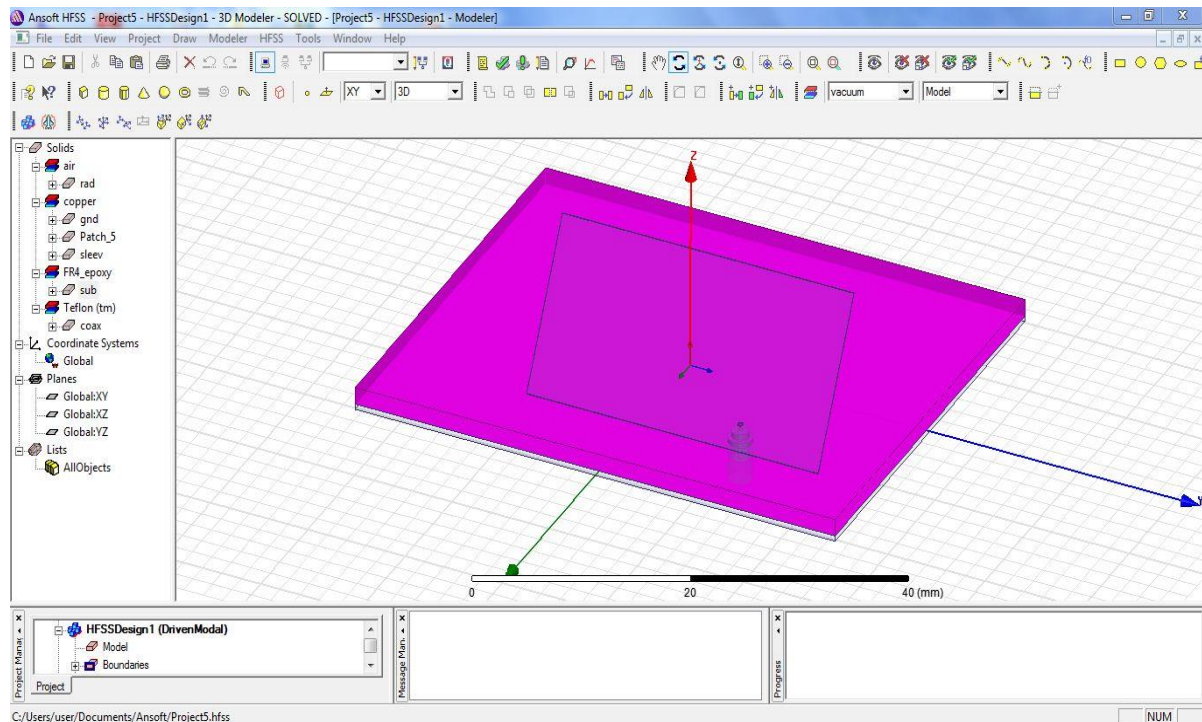 Ansoft HFSS - Project5 - HFSSDesign1 - 3D Modeler - SOLVED - [Project5 - HFSSDesign1 - Modeler]
File Edit View Project Draw Modeler HFSS Tools Window Help
XY 3D vacuum Model
Solids
air
rad
copper
gnd
Patch_5
sleev
FR4_epoxy
sub
Teflon (tm)
coax
Coordinate Systems
Global
Planes
Global:XY
Global:XZ
Global:YZ
Lists
AllObjects
Z
0 20 40 (mm)
Project Manac
HFSSDesign1 (DrivenModal)
Model
Boundaries
Project
Message Man.
Progress
C:/Users/user/Documents/Ansoft/Project5.hfss
NUM